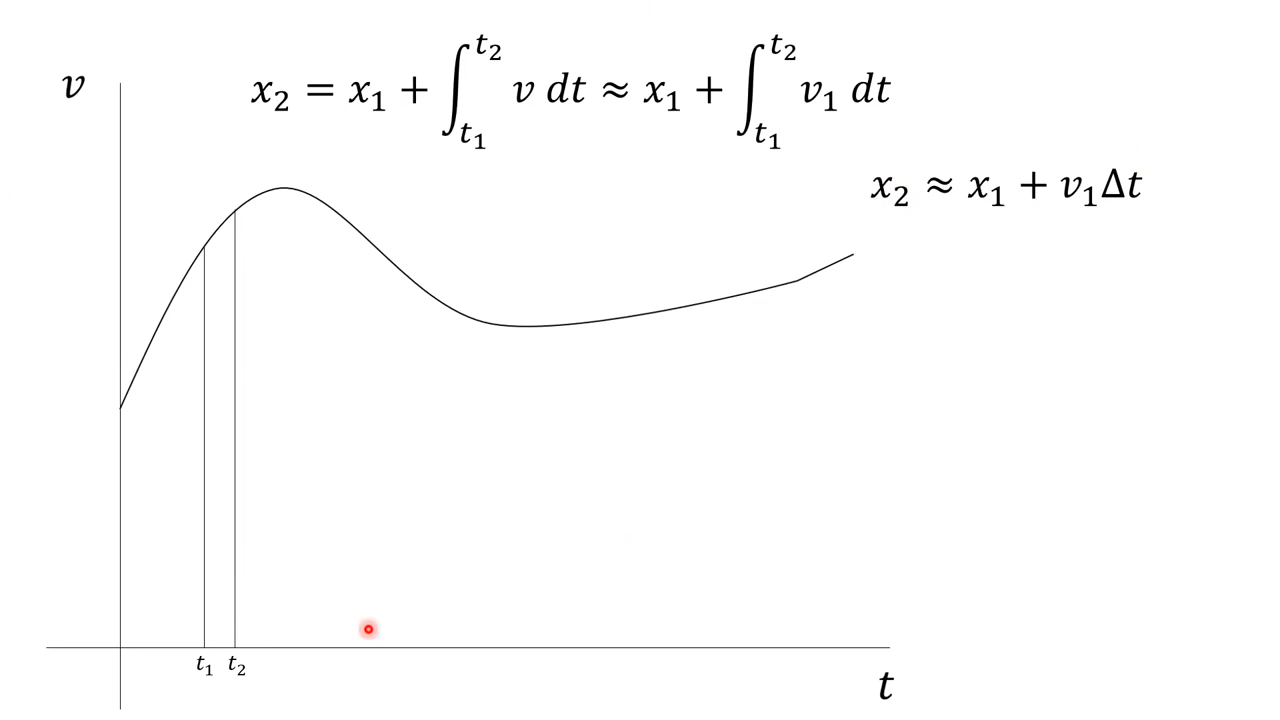 v
x₂ = x₁ + ∫_{t₁}^{t₂} v dt ≈ x₁ + ∫_{t₁}^{t₂} v₁ dt
x₂ ≈ x₁ + v₁Δt
t₁ t₂
t